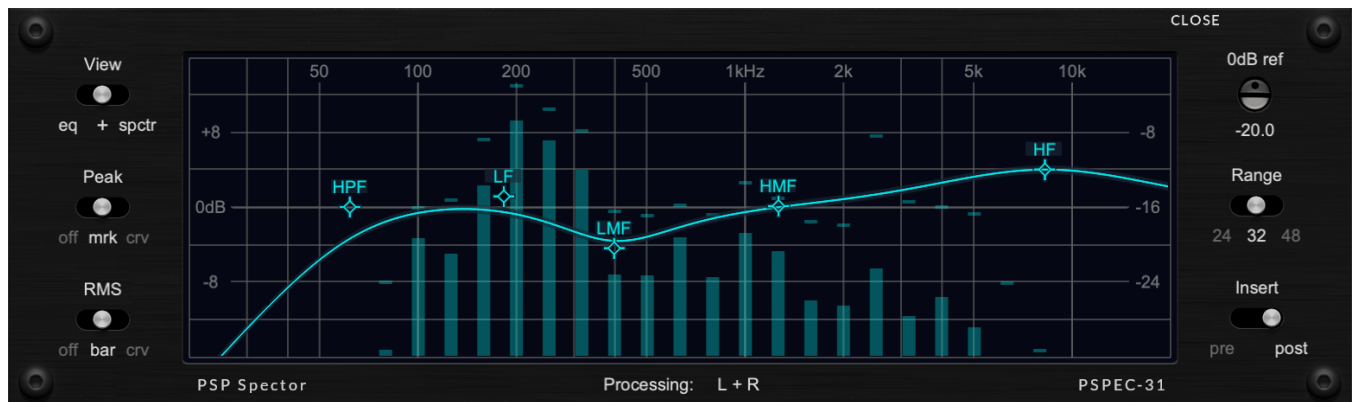 CLOSE
View
eq + spctr
Peak
off mrk crv
RMS
off bar crv
50 100 200 500 1kHz 2k 5k 10k
+8 -8
0dB -16
-8 -24
HPF
LF
LMF
HMF
HF
0dB ref
-20.0
Range
24 32 48
Insert
pre post
PSP Spector Processing: L + R PSPEC-31